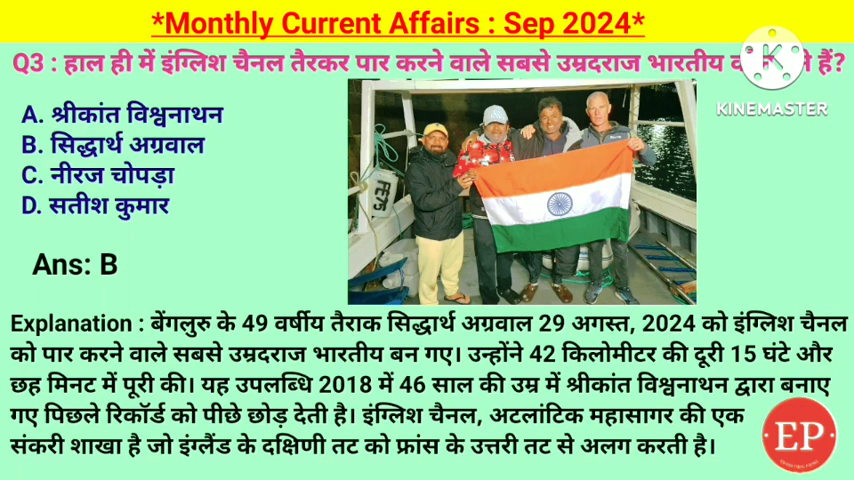 *Monthly Current Affairs : Sep 2024*
Q3 : हाल ही में इंग्लिश चैनल तैरकर पार करने वाले सबसे उम्रदराज भारतीय हैं?
KINEMASTER
A. श्रीकांत विश्वनाथन
B. सिद्धार्थ अग्रवाल
C. नीरज चोपड़ा
D. सतीश कुमार
FE75
Ans: B
Explanation : बेंगलुरु के 49 वर्षीय तैराक सिद्धार्थ अग्रवाल 29 अगस्त, 2024 को इंग्लिश चैनल
को पार करने वाले सबसे उम्रदराज भारतीय बन गए। उन्होंने 42 किलोमीटर की दूरी 15 घंटे और
छह मिनट में पूरी की। यह उपलब्धि 2018 में 46 साल की उम्र में श्रीकांत विश्वनाथन द्वारा बनाए
गए पिछले रिकॉर्ड को पीछे छोड़ देती है। इंग्लिश चैनल, अटलांटिक महासागर की एक
संकरी शाखा है जो इंग्लैंड के दक्षिणी तट को फ्रांस के उत्तरी तट से अलग करती है।
EP